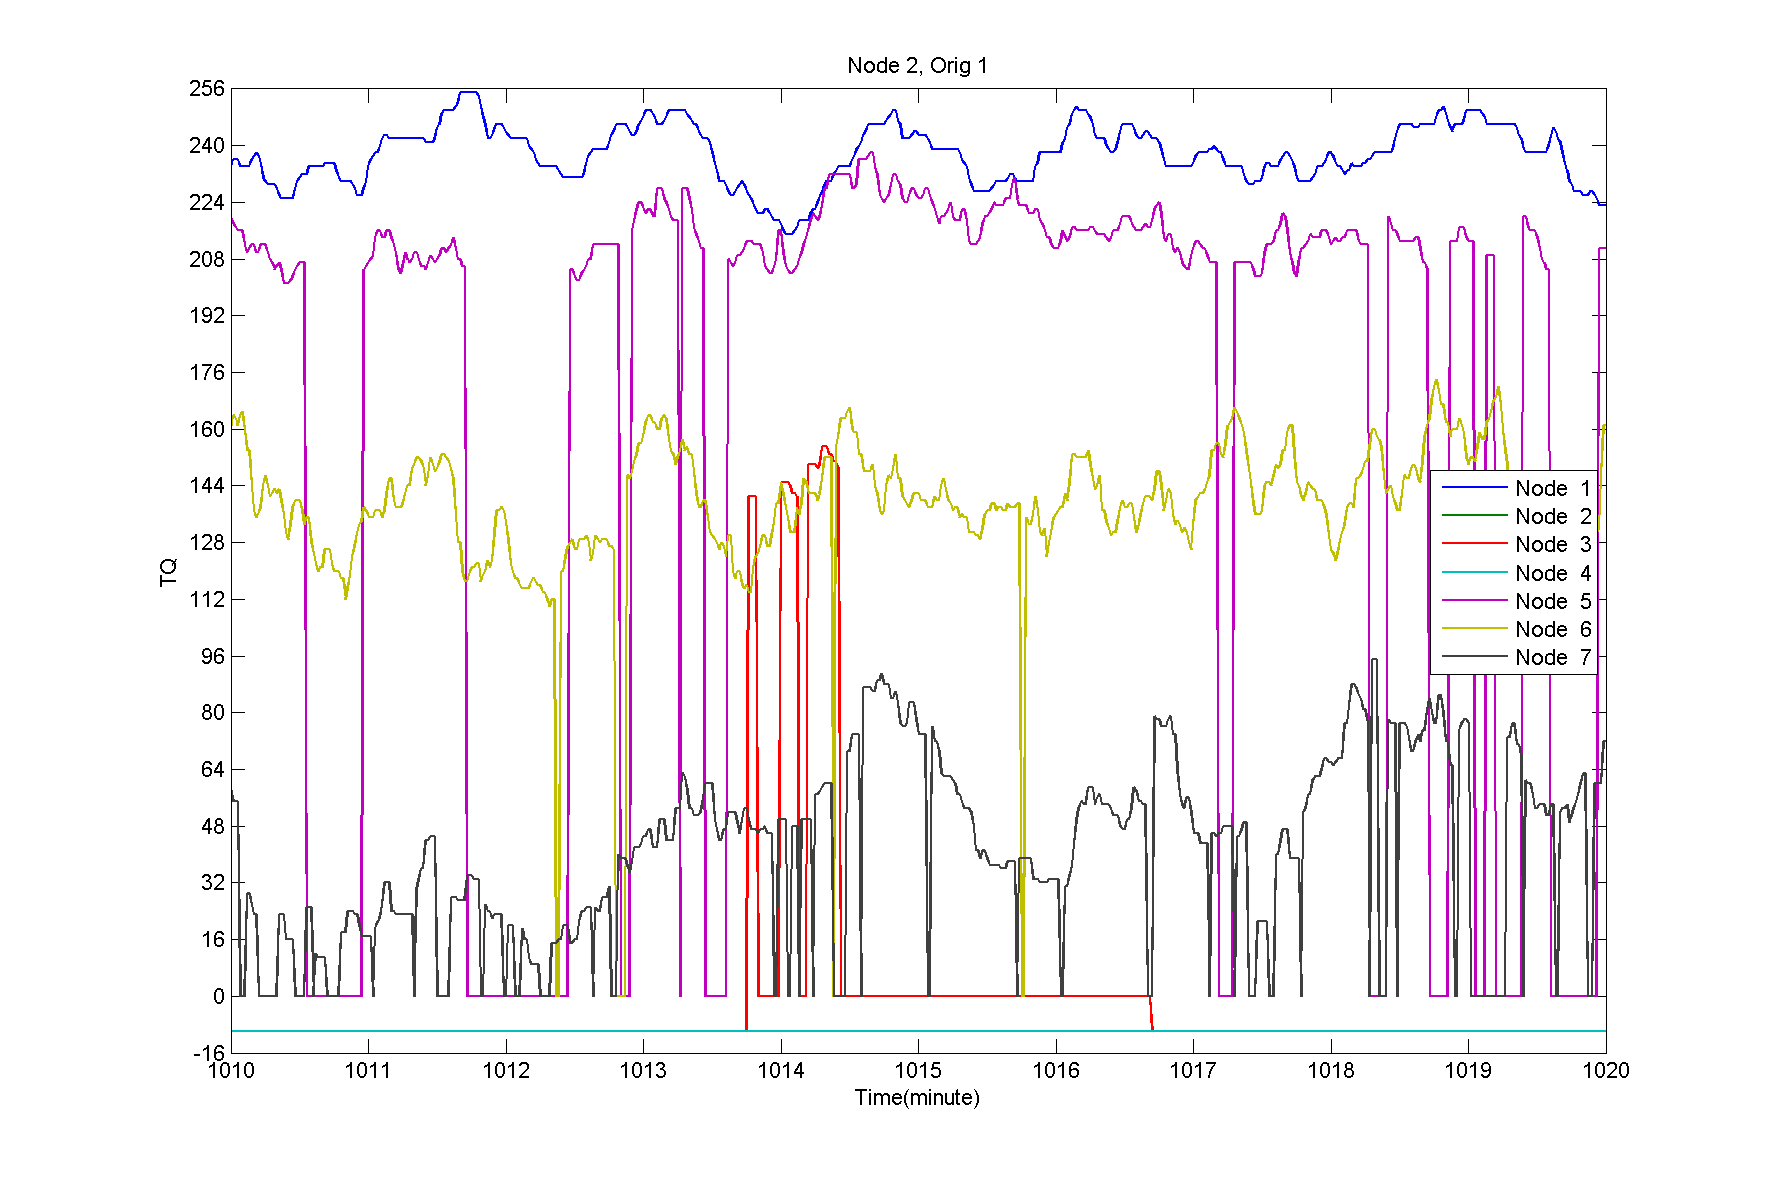 Node 2, Orig 1
256
240
224
208
192
176
160
144
128
112
96
80
64
48
32
16
0
-16
TQ
Node 1
Node 2
Node 3
Node 4
Node 5
Node 6
Node 7
1010 1011 1012 1013 1014 1015 1016 1017 1018 1019 1020
Time(minute)